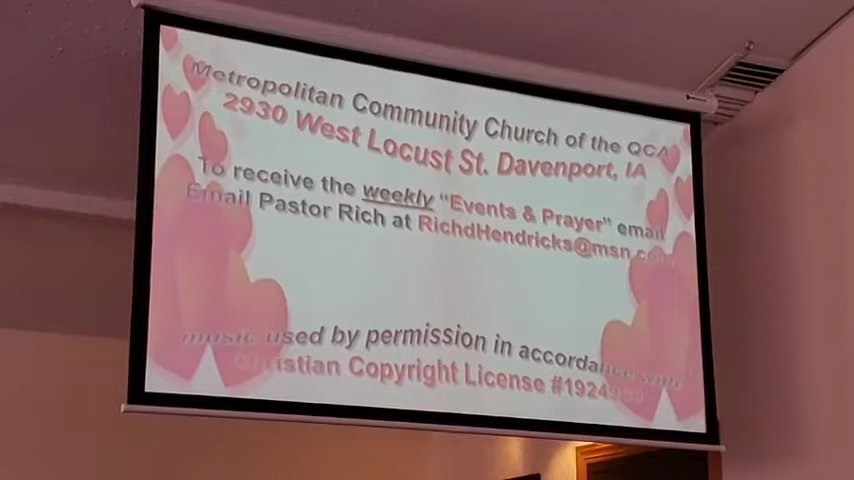 Metropolitan Community Church of the QCA
2930 West Locust St. Davenport, IA
To receive the weekly "Events & Prayer" email
Email Pastor Rich at RichdHendricks@msn.com
music used by permission in accordance with
Christian Copyright License